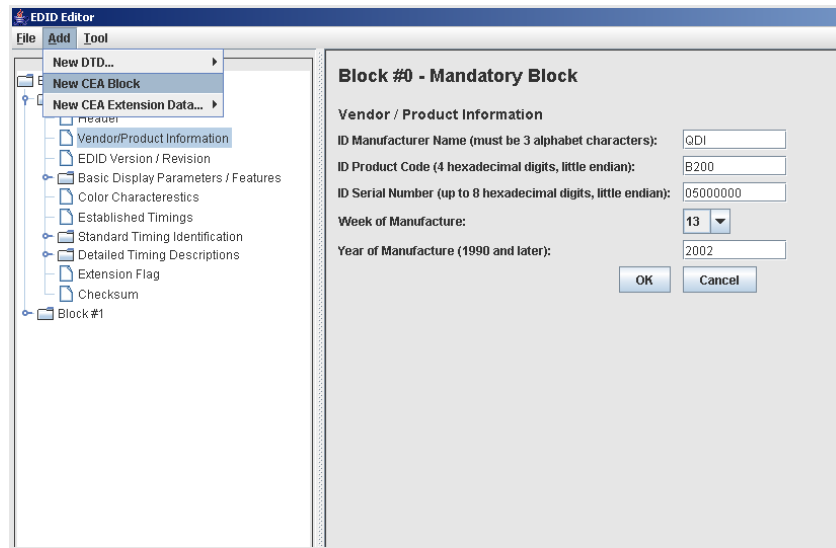 EDID Editor
File Add Tool
New DTD...
New CEA Block
New CEA Extension Data...
Header
Vendor/Product Information
EDID Version / Revision
Basic Display Parameters / Features
Color Characterestics
Established Timings
Standard Timing Identification
Detailed Timing Descriptions
Extension Flag
Checksum
Block #1
Block #0 - Mandatory Block
Vendor / Product Information
ID Manufacturer Name (must be 3 alphabet characters): QDI
ID Product Code (4 hexadecimal digits, little endian): B200
ID Serial Number (up to 8 hexadecimal digits, little endian): 05000000
Week of Manufacture: 13
Year of Manufacture (1990 and later): 2002
OK Cancel